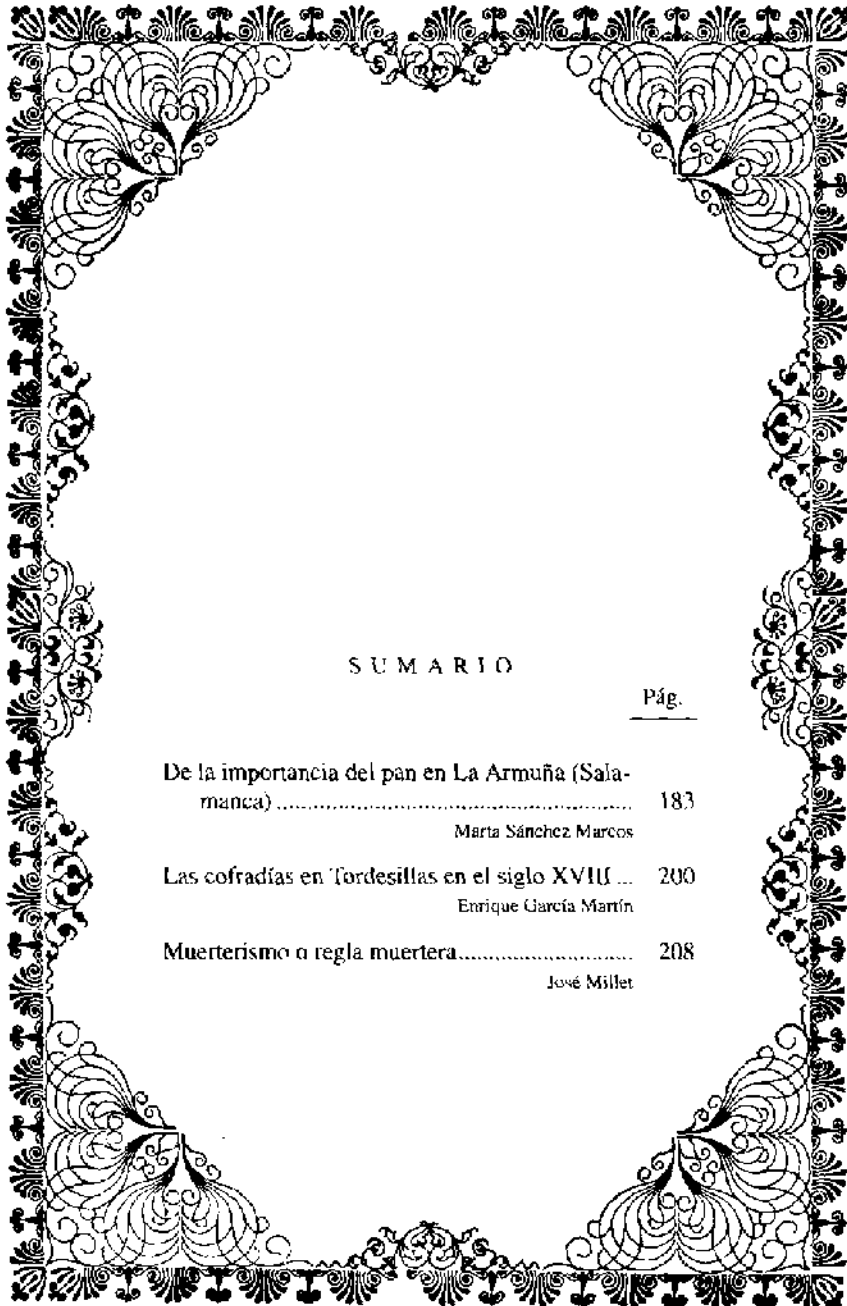 SUMARIO
Pág.
De la importancia del pan en La Armuña (Sala-
manca) ........................................................ 183
Marta Sánchez Marcos
Las cofradías en Tordesillas en el siglo XVIII ... 200
Enrique García Martín
Muerterismo o regla muertera ........................... 208
José Millet